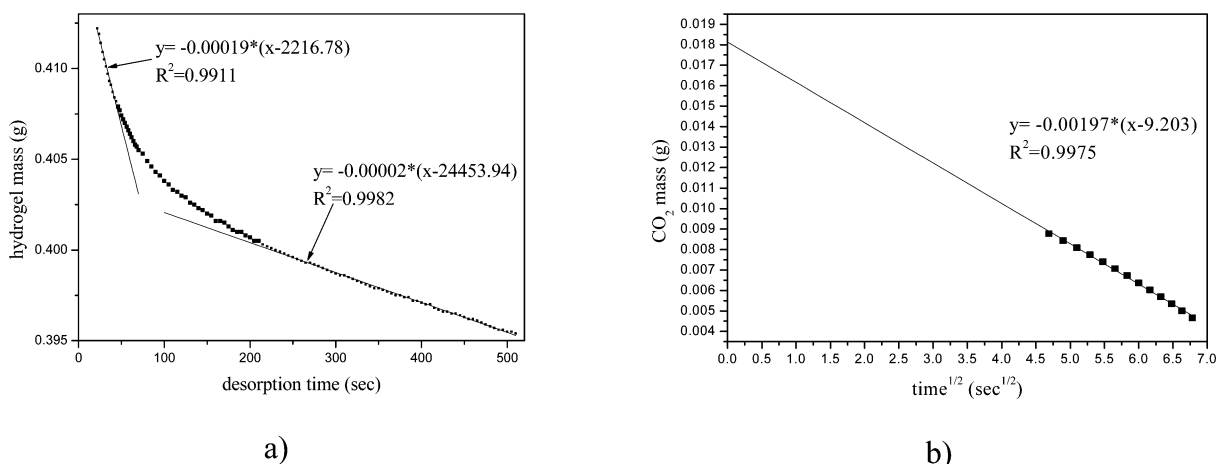 0.410
0.405
0.400
0.395
hydrogel mass (g)
y= -0.00019*(x-2216.78)
R²=0.9911
y= -0.00002*(x-24453.94)
R²=0.9982
0 100 200 300 400 500
desorption time (sec)
a)
0.019
0.018
0.017
0.016
0.015
0.014
0.013
0.012
0.011
0.010
0.009
0.008
0.007
0.006
0.005
0.004
CO₂ mass (g)
y= -0.00197*(x-9.203)
R²=0.9975
0.0 0.5 1.0 1.5 2.0 2.5 3.0 3.5 4.0 4.5 5.0 5.5 6.0 6.5 7.0
time^1/2 (sec^1/2)
b)